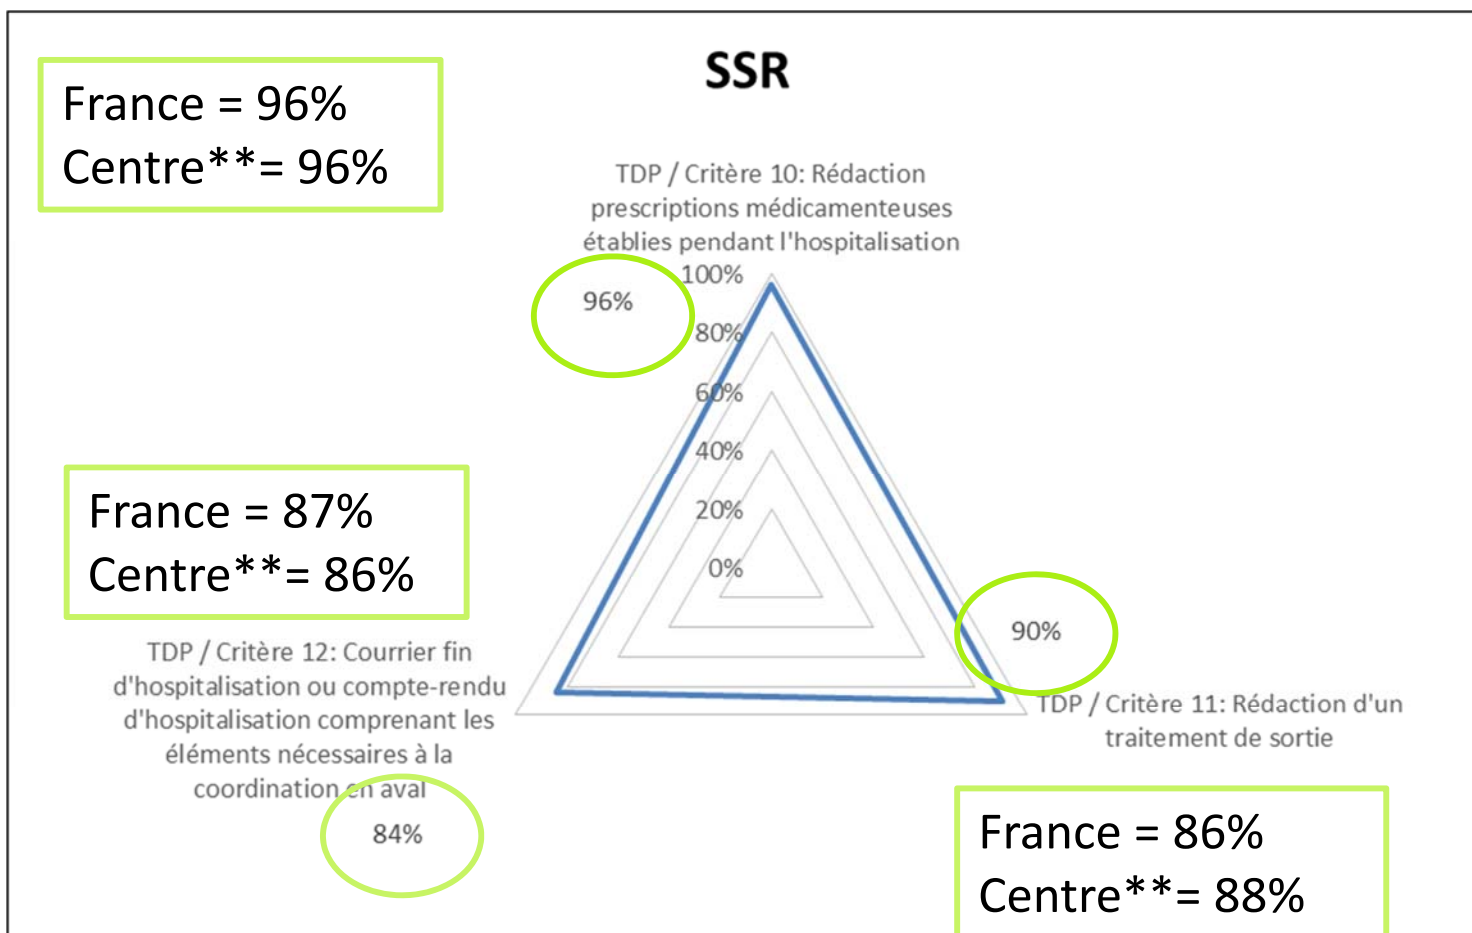 SSR
France = 96%
Centre**= 96%
TDP / Critère 10: Rédaction
prescriptions médicamenteuses
établies pendant l'hospitalisation
96%
100%
80%
60%
40%
20%
0%
France = 87%
Centre**= 86%
90%
TDP / Critère 11: Rédaction d'un
traitement de sortie
TDP / Critère 12: Courrier fin
d'hospitalisation ou compte-rendu
d'hospitalisation comprenant les
éléments nécessaires à la
coordination en aval
84%
France = 86%
Centre**= 88%